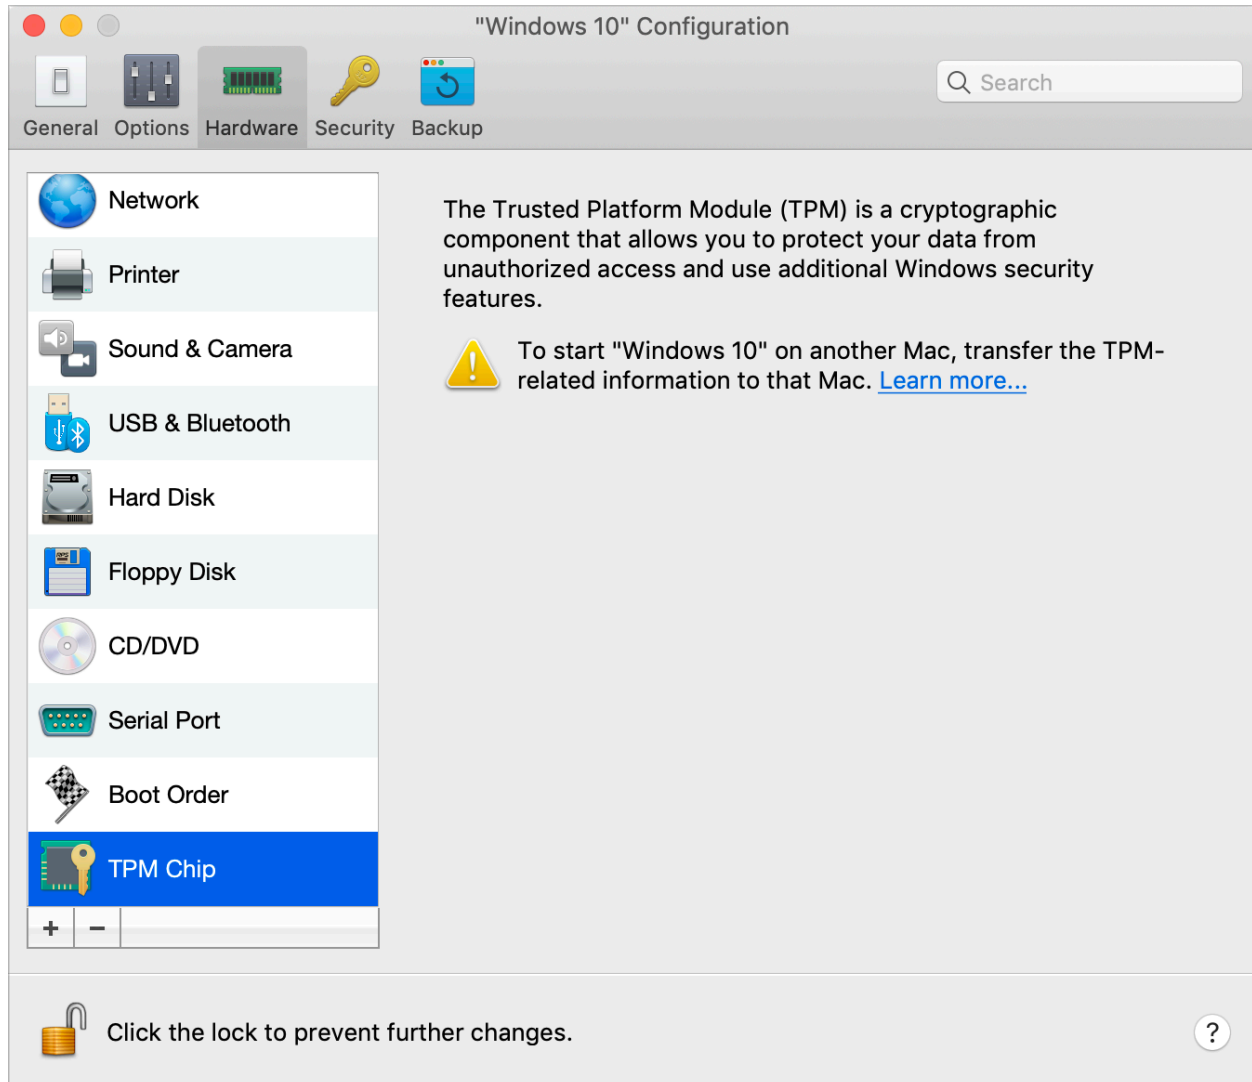 "Windows 10" Configuration
General
Options
Hardware
Security
Backup
Search
Network
Printer
Sound & Camera
USB & Bluetooth
Hard Disk
Floppy Disk
CD/DVD
Serial Port
Boot Order
TPM Chip
+ −
The Trusted Platform Module (TPM) is a cryptographic
component that allows you to protect your data from
unauthorized access and use additional Windows security
features.
To start "Windows 10" on another Mac, transfer the TPM-
related information to that Mac. Learn more...
Click the lock to prevent further changes.
?